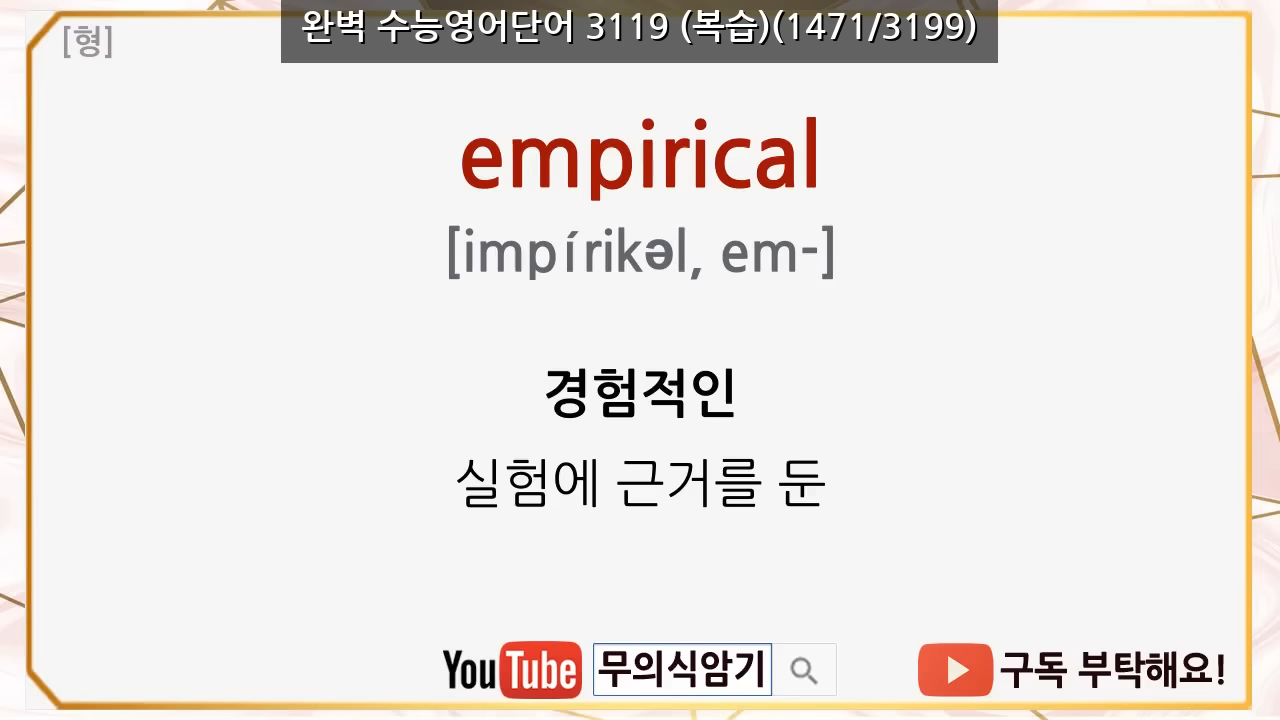 완벽 수능영어단어 3119 (복습)(1471/3199)
[형]
empirical
[impírikəl, em-]
경험적인
실험에 근거를 둔
YouTube 무의식암기 구독 부탁해요!